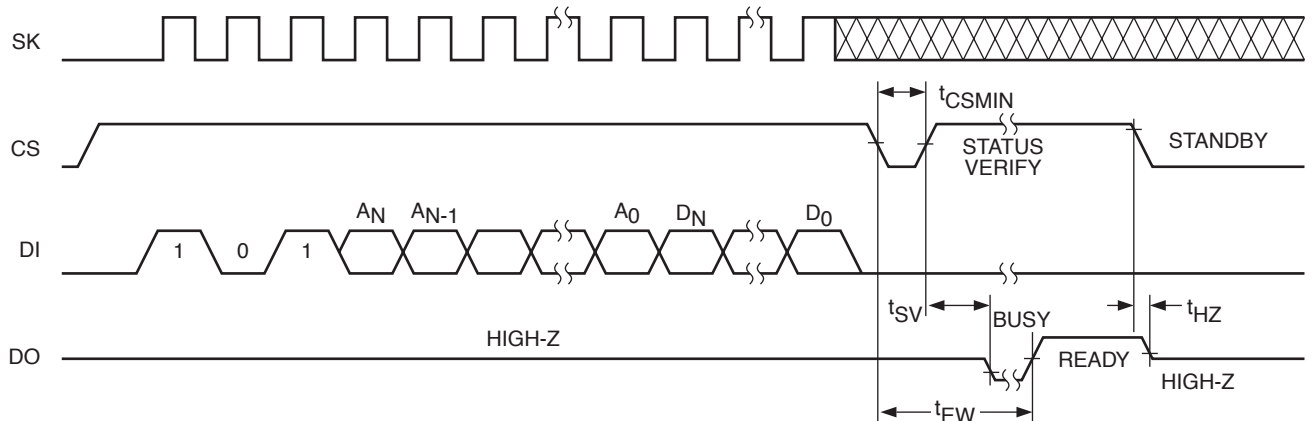 SK
tCSMIN
CS
STATUS
VERIFY
STANDBY
AN AN-1 A0 DN D0
DI
1 0 1
tSV
BUSY
tHZ
HIGH-Z
DO
READY
HIGH-Z
tEW